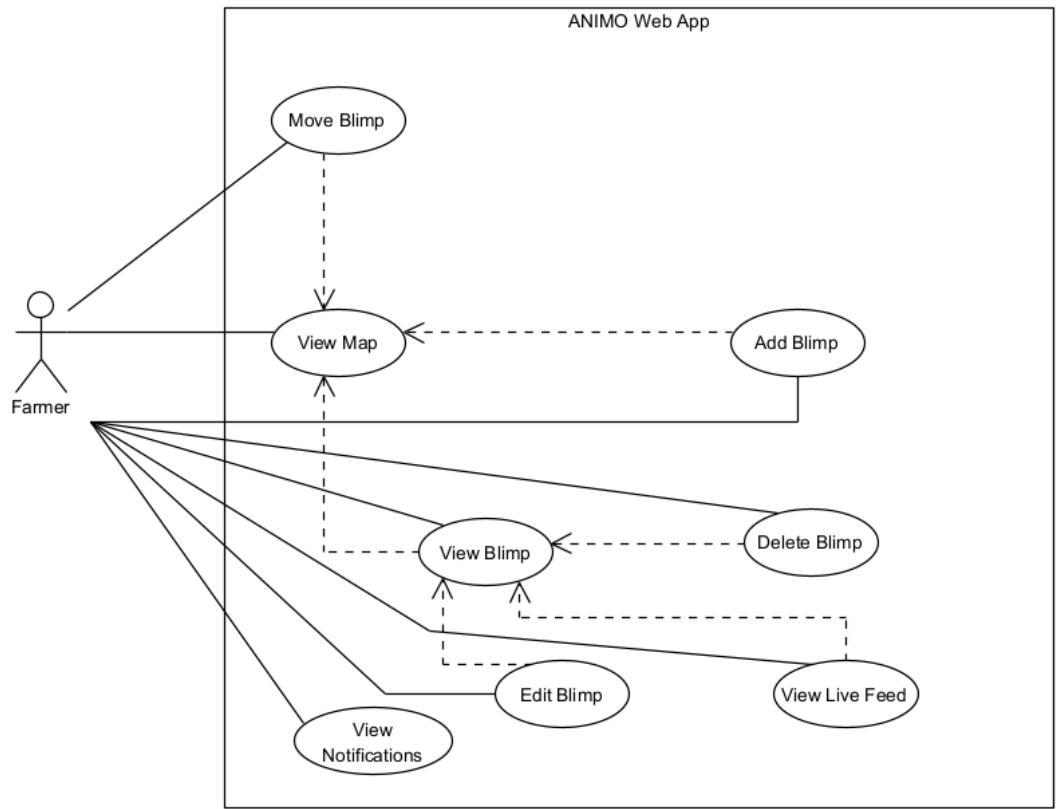 ANIMO Web App
Move Blimp
View Map
Add Blimp
Farmer
View Blimp
Delete Blimp
Edit Blimp
View Live Feed
View
Notifications